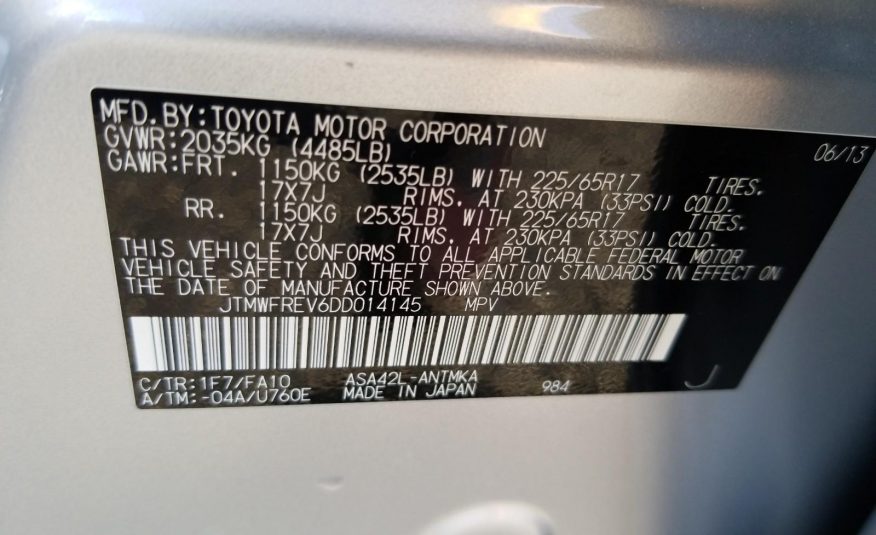 MFD.BY:TOYOTA MOTOR CORPORATION 06/13
GVWR:2035KG (4485LB)
GAWR:FRT. 1150KG (2535LB) WITH 225/65R17 TIRES.
17X7J RIMS. AT 230KPA (33PSI) COLD.
RR. 1150KG (2535LB) WITH 225/65R17 TIRES.
17X7J RIMS. AT 230KPA (33PSI) COLD.
THIS VEHICLE CONFORMS TO ALL APPLICABLE FEDERAL MOTOR
VEHICLE SAFETY AND THEFT PREVENTION STANDARDS IN EFFECT ON
THE DATE OF MANUFACTURE SHOWN ABOVE.
JTMWFREV6DD014145 MPV
C/TR:1F7/FA10 ASA42L-ANTMKA
A/TM:-04A/U760E MADE IN JAPAN 984 J